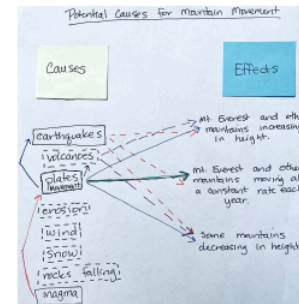 Potential Causes for Mountain Movement
Causes
Effects
earthquakes
volcanoes
plates
movement
erosion
wind
snow
rocks falling
magma
Mt. Everest and oth
mountains increasing
in height.
Mt. Everest and other
mountains moving at
a constant rate each
year.
Some mountains
decreasing in height